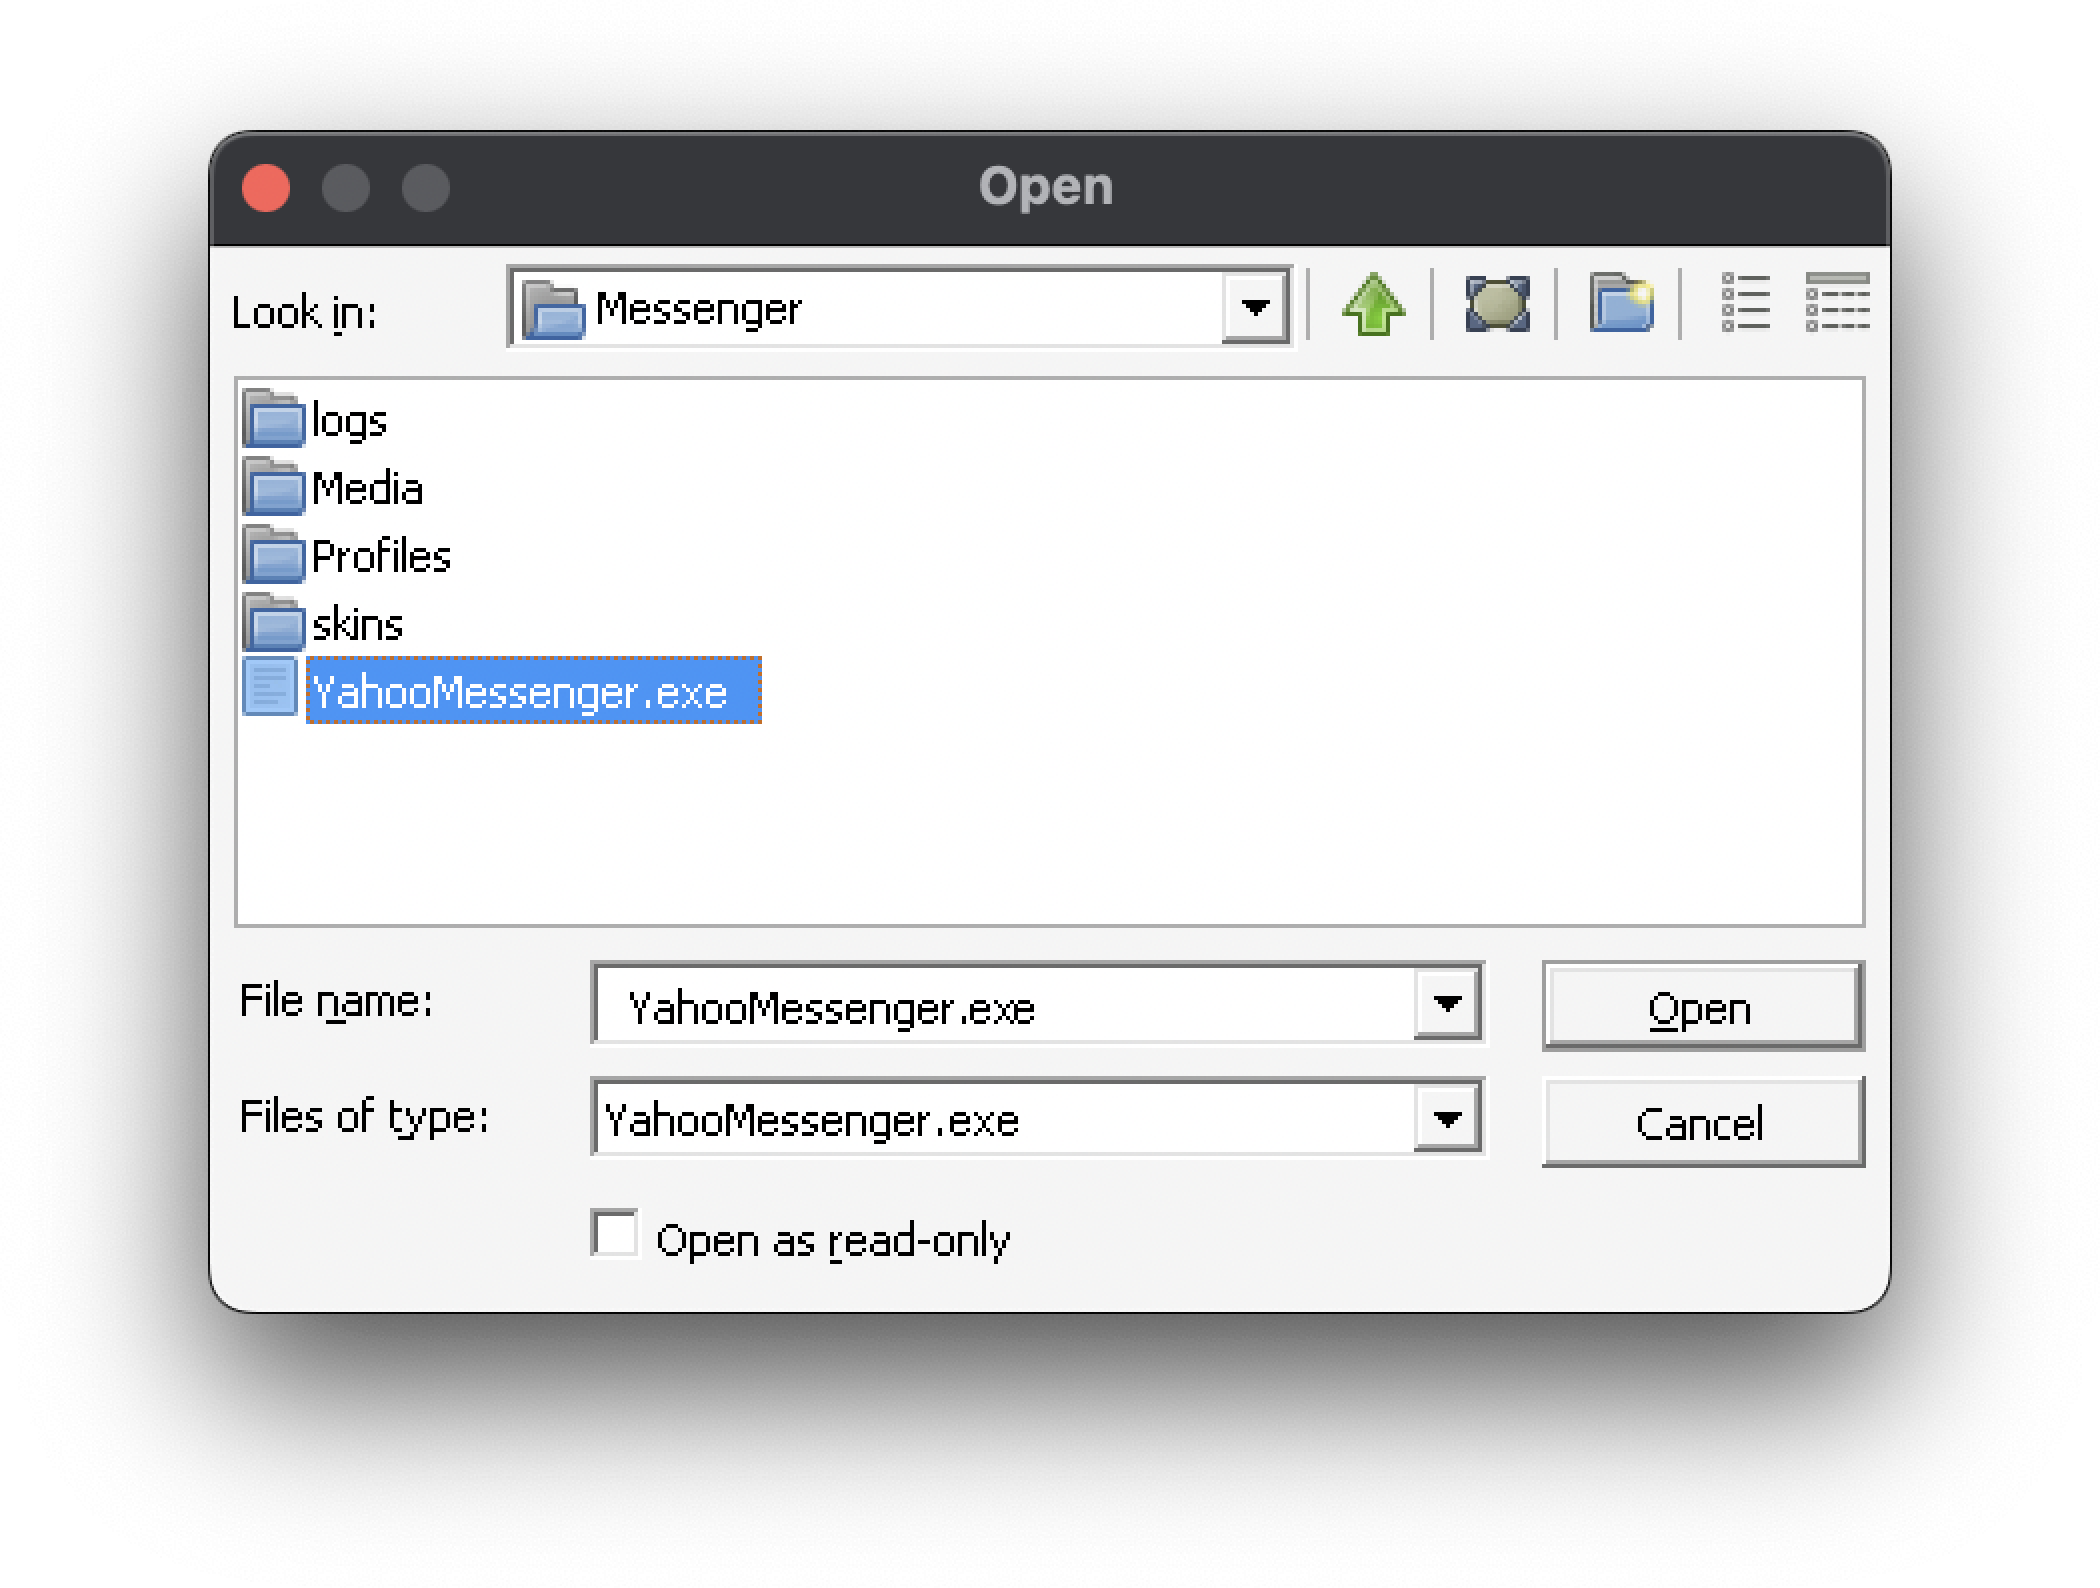 Open
Look in: Messenger
logs
Media
Profiles
skins
YahooMessenger.exe
File name: YahooMessenger.exe Open
Files of type: YahooMessenger.exe Cancel
Open as read-only